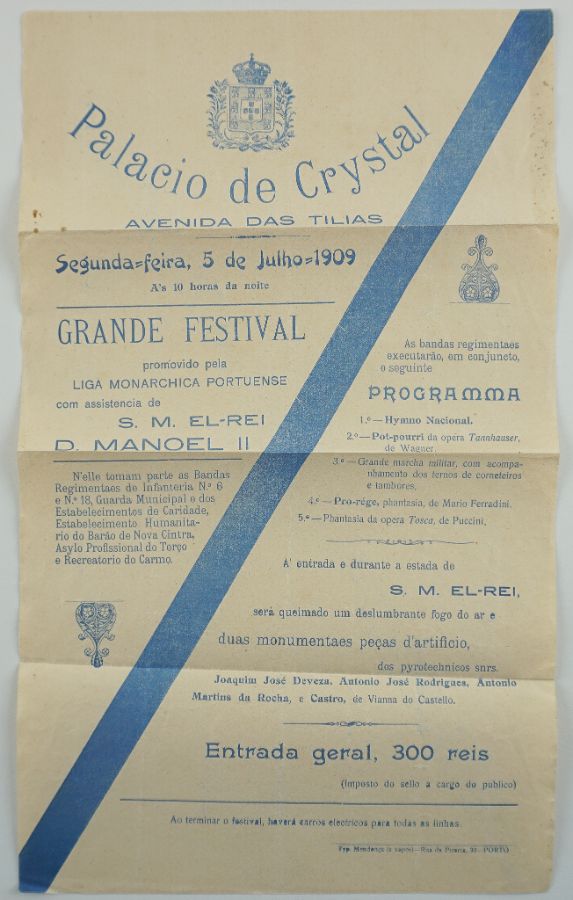 Palacio de Crystal
AVENIDA DAS TILIAS
Segunda=feira, 5 de Julho=1909
A's 10 horas da noite
GRANDE FESTIVAL
promovido pela
LIGA MONARCHICA PORTUENSE
com assistencia de
S. M. EL-REI
D. MANOEL II
N'elle tomam parte as Bandas
Regimentaes de Infanteria N.º 6
e N.º 18, Guarda Municipal e dos
Estabelecimentos de Caridade,
Estabelecimento Humanita-
rio do Barão de Nova Cintra,
Asylo Profissional do Terço
e Recreatorio do Carmo.
As bandas regimentaes
executarão, em conjuncto,
o seguinte
PROGRAMMA
1.º—Hymno Nacional.
2.º—Pot-pourri da opera Tannhauser,
de Wagner.
3.º—Grande marcha militar, com acompa-
nhamento dos ternos de corneteiros
e tambores.
4.º—Pro-rége, phantasia, de Mario Ferradini.
5.º—Phantasia da opera Tosca, de Puccini.
A' entrada e durante a estada de
S. M. EL-REI,
será queimado um deslumbrante fogo do ar e
duas monumentaes peças d'artificio,
dos pyrotechnicos snrs.
Joaquim José Deveza, Antonio José Rodrigues, Antonio
Martins da Rocha, e Castro, de Vianna do Castello.
Entrada geral, 300 reis
(Imposto do sello a cargo do publico)
Ao terminar o festival, haverá carros electricos para todas as linhas.
Typ. Mendonça (a vapor)—Rua da Picaria, 30—PORTO